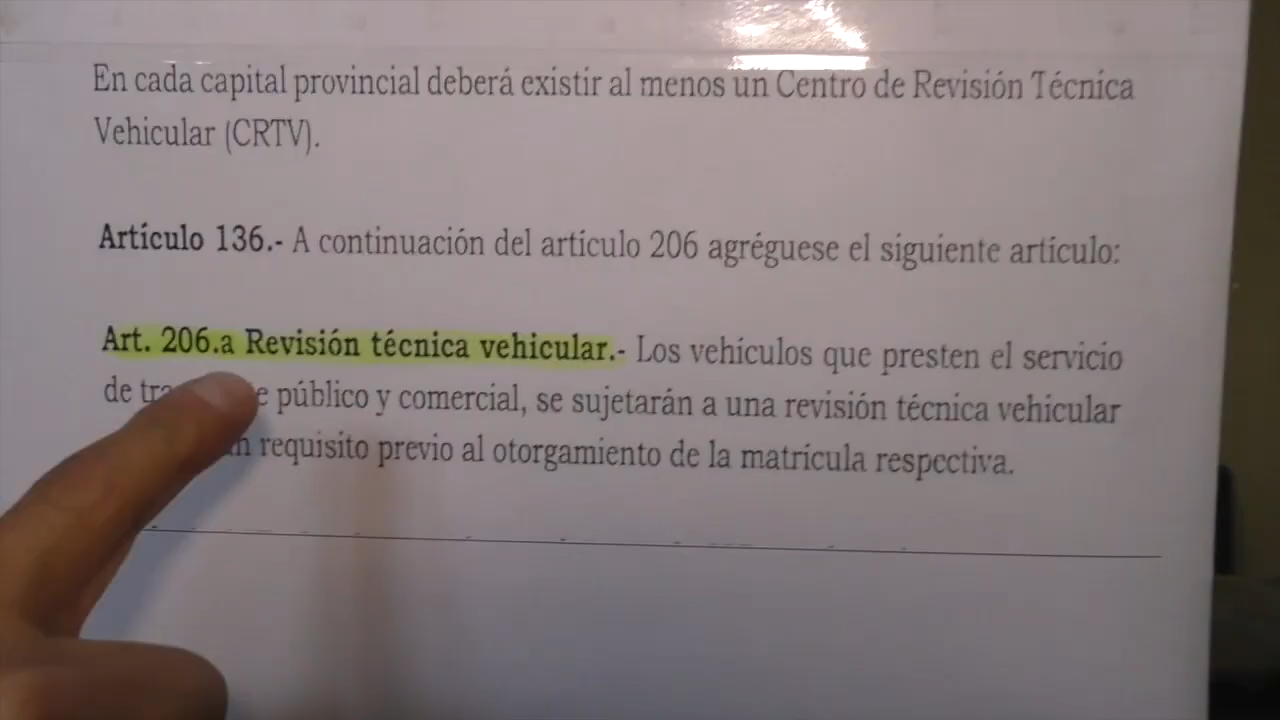 En cada capital provincial deberá existir al menos un Centro de Revisión Técnica
Vehicular (CRTV).
Artículo 136.- A continuación del artículo 206 agréguese el siguiente artículo:
Art. 206.a Revisión técnica vehicular.- Los vehículos que presten el servicio
de público y comercial, se sujetarán a una revisión técnica vehicular
requisito previo al otorgamiento de la matrícula respectiva.